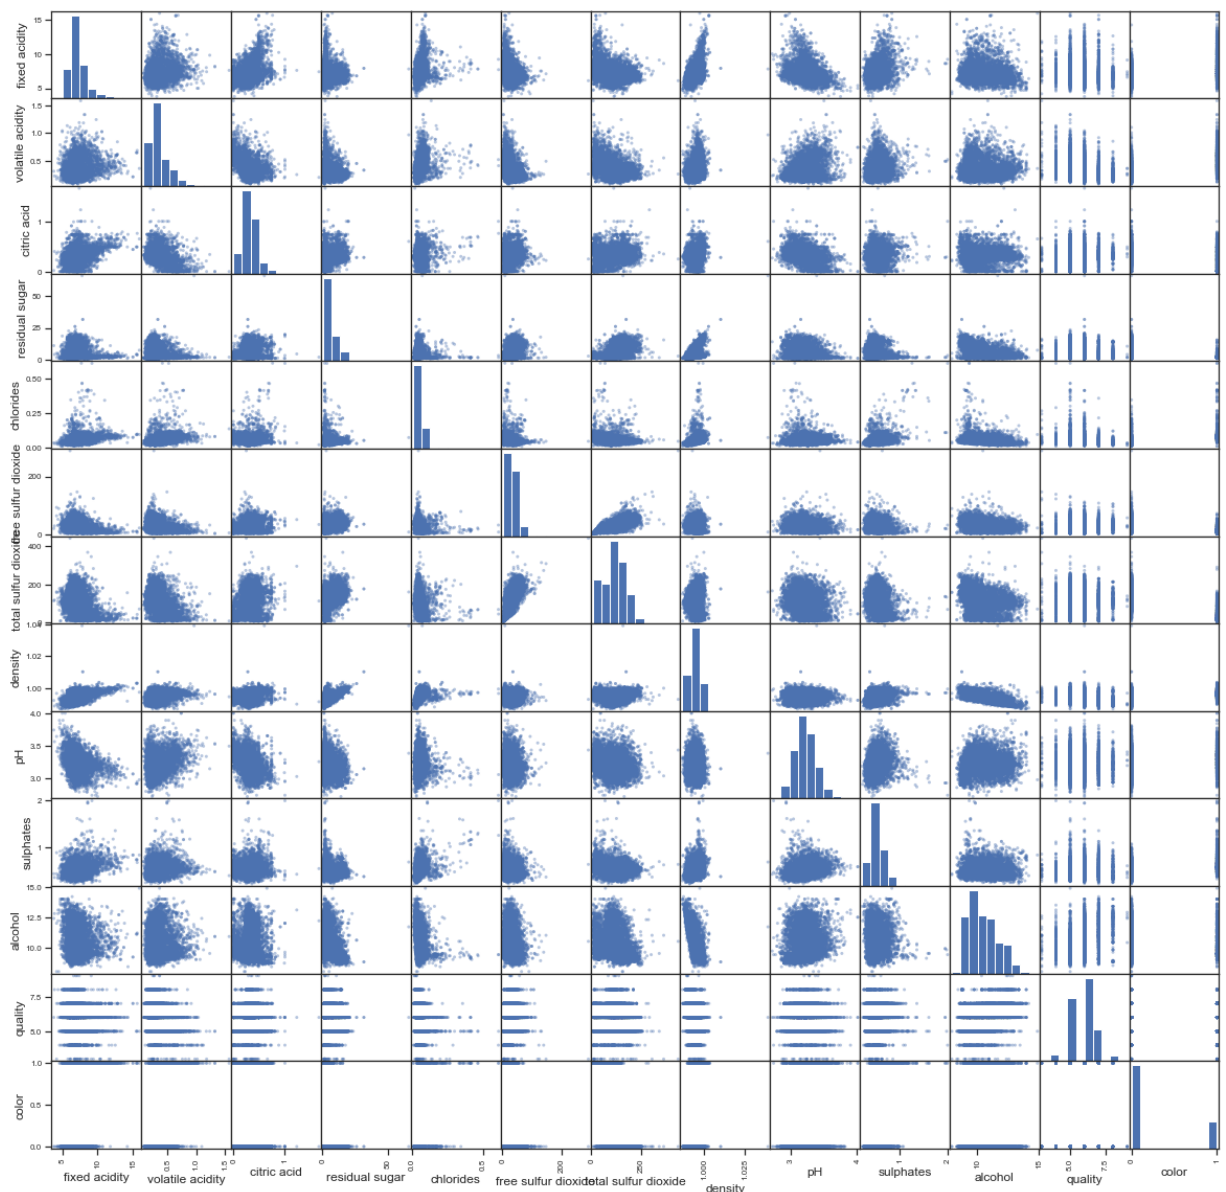 fixed acidity
15
10
5
volatile acidity
1.5
1.0
0.5
citric acid
1
0
residual sugar
50
25
0
chlorides
0.50
0.25
0.00
free sulfur dioxide
200
0
total sulfur dioxide
400
200
0
density
1.04
1.02
1.00
pH
4.0
3.5
3.0
sulphates
2
1
alcohol
15.0
12.5
10.0
quality
7.5
5.0
color
1.0
0.5
0.0
5 10 15 0.5 1.0 1.5 0 1 0 50 0.0 0.5 0 200 0 250 1.000 1.025 3 4 1 2 10 15 5.0 7.5 0 1
fixed acidity volatile acidity citric acid residual sugar chlorides free sulfur dioxide total sulfur dioxide density pH sulphates alcohol quality color